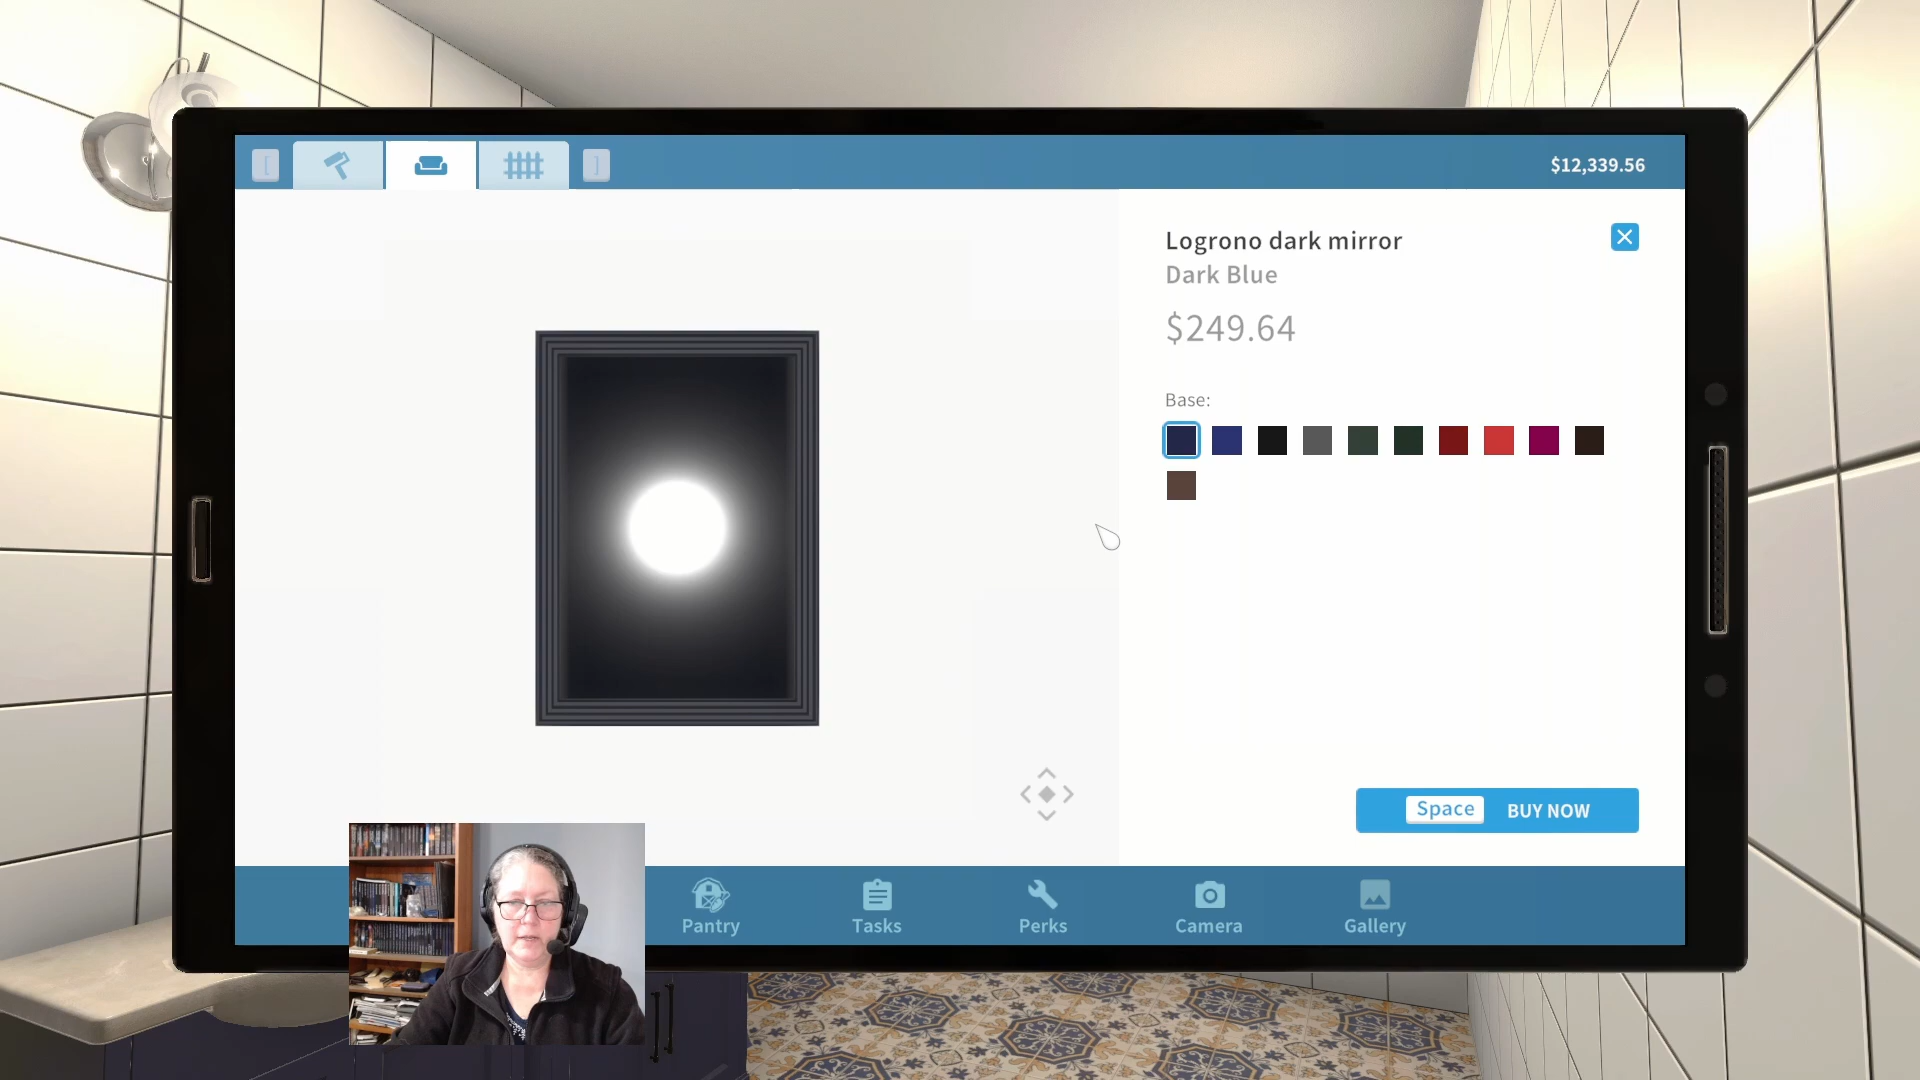 [
]
$12,339.56
Logrono dark mirror
Dark Blue
$249.64
Base:
Space BUY NOW
Pantry
Tasks
Perks
Camera
Gallery